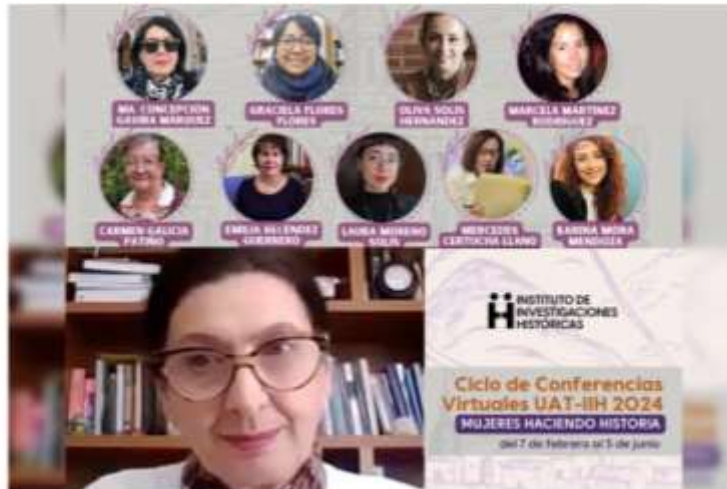 MA. CONCEPCIÓN
GAVIRA MÁRQUEZ
GRACIELA FLORES
FLORES
OLIVA SOLÍS
HERNÁNDEZ
MARCELA MARTÍNEZ
RODRÍGUEZ
CARMEN GALICIA
PATIÑO
EMILIA RECÉNDEZ
GUERRERO
LAURA MORENO
SOLÍS
MERCEDES
CERTUCHA LLANO
KARINA MORA
MENDOZA
INSTITUTO DE
INVESTIGACIONES
HISTÓRICAS
Ciclo de Conferencias
Virtuales UAT-IIH 2024
MUJERES HACIENDO HISTORIA
del 7 de febrero al 5 de junio